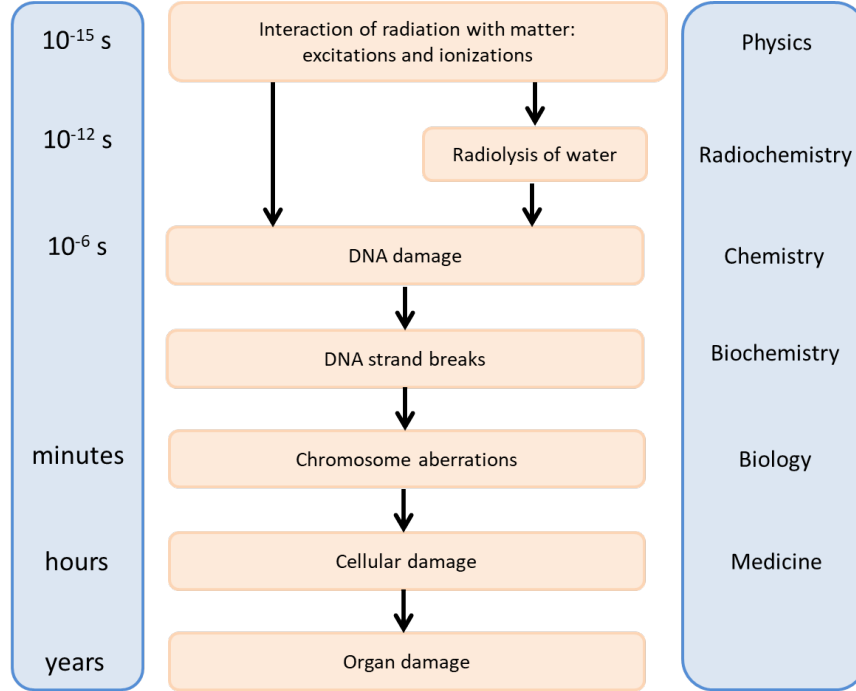 10⁻¹⁵ s
Interaction of radiation with matter:
excitations and ionizations
Physics
10⁻¹² s
Radiolysis of water
Radiochemistry
10⁻⁶ s
DNA damage
Chemistry
DNA strand breaks
Biochemistry
minutes
Chromosome aberrations
Biology
hours
Cellular damage
Medicine
years
Organ damage